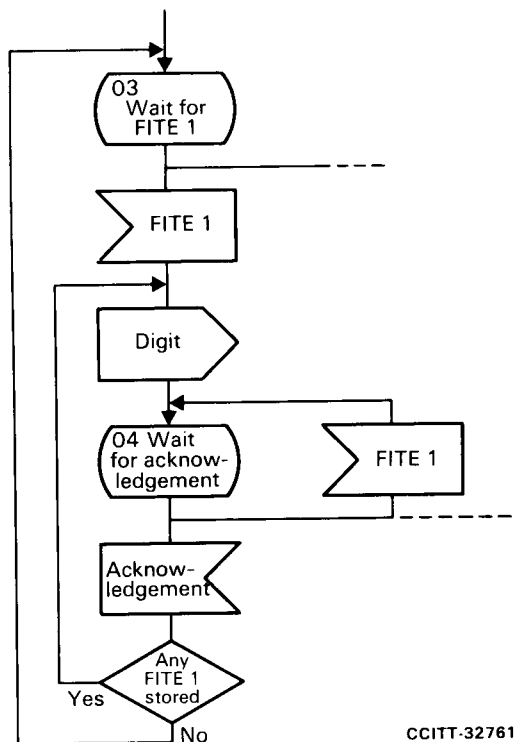 03
Wait for
FITE 1
FITE 1
Digit
04 Wait
for acknow-
ledgement
FITE 1
Acknow-
ledgement
Any
FITE 1
stored
Yes
No
CCITT-32761